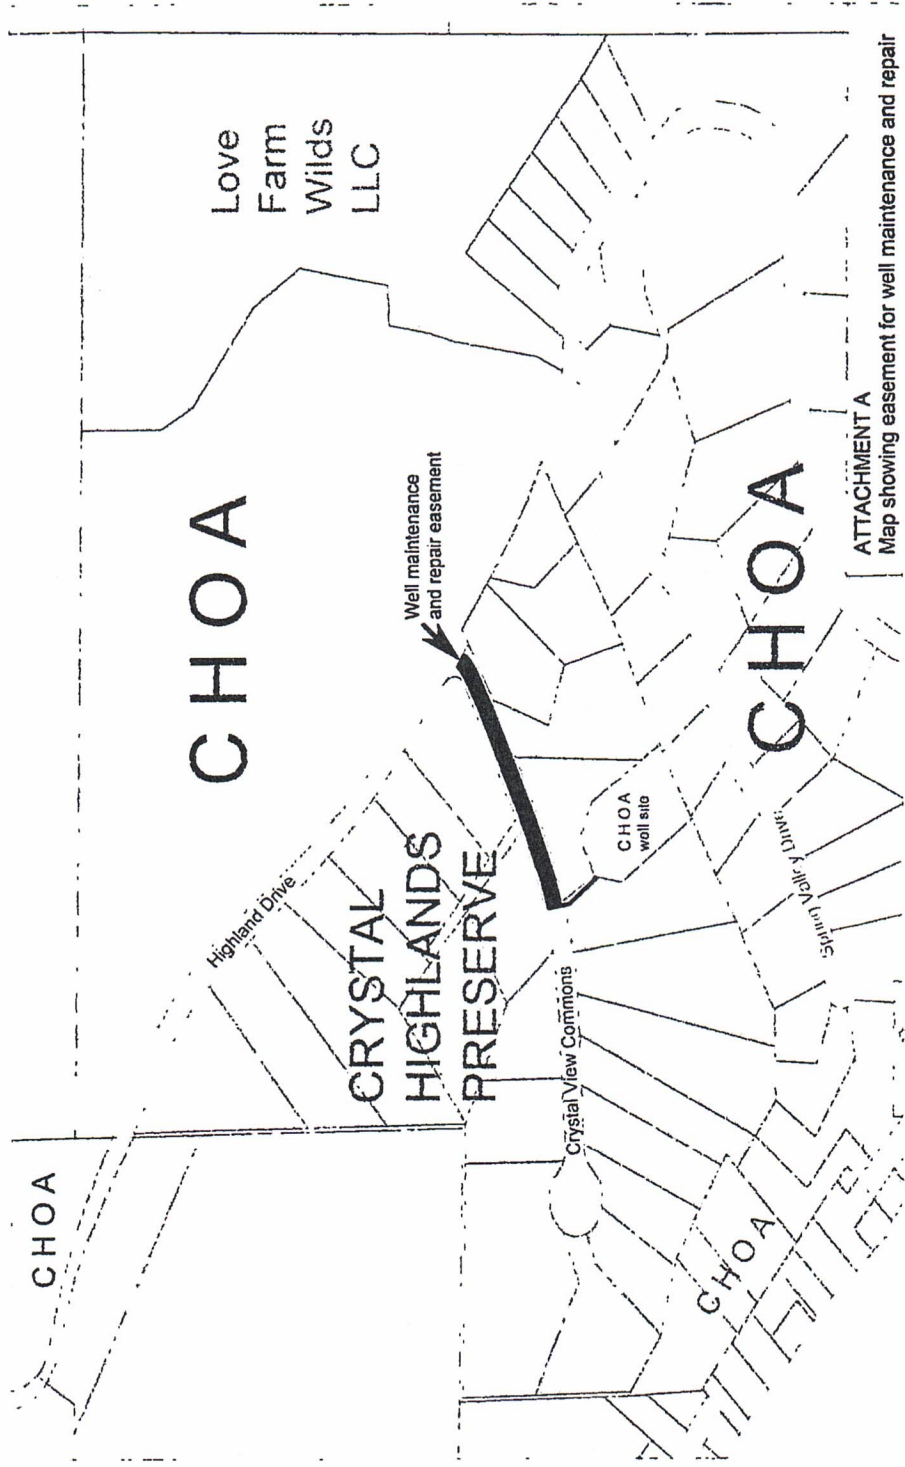 Love
Farm
Wilds
LLC
CHOA
Well maintenance
and repair easement
CHOA
CHOA
Highland Drive
CRYSTAL
HIGHLANDS
PRESERVE
CHOA
well site
Crystal View Commons
Spring Valley Drive
CHOA
ATTACHMENT A
Map showing easement for well maintenance and repair